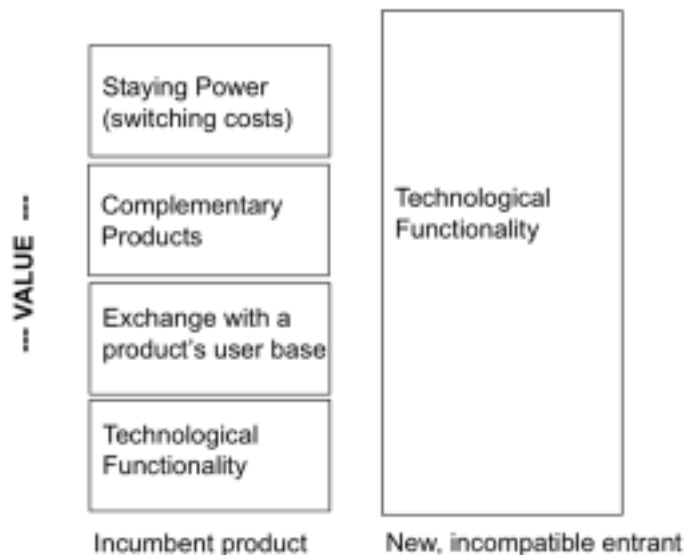 Staying Power
(switching costs)
Complementary
Products
Exchange with a
product's user base
Technological
Functionality
Technological
Functionality
--- VALUE ---
Incumbent product
New, incompatible entrant